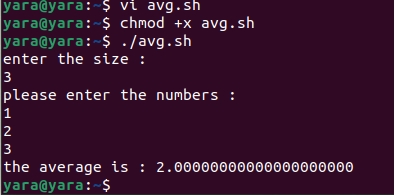 yara@yara:~$ vi avg.sh
yara@yara:~$ chmod +x avg.sh
yara@yara:~$ ./avg.sh
enter the size :
3
please enter the numbers :
1
2
3
the average is : 2.00000000000000000000
yara@yara:~$